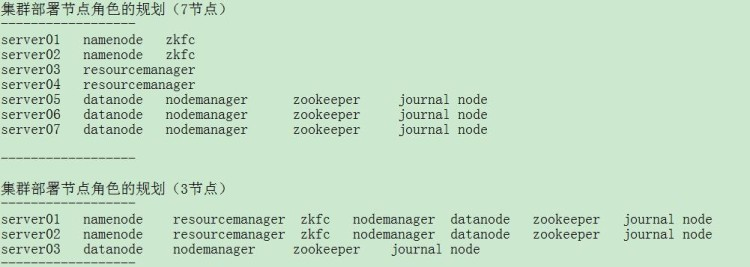 集群部署节点角色的规划（7节点）
------------------
server01 namenode zkfc
server02 namenode zkfc
server03 resourcemanager
server04 resourcemanager
server05 datanode nodemanager zookeeper journal node
server06 datanode nodemanager zookeeper journal node
server07 datanode nodemanager zookeeper journal node
------------------
集群部署节点角色的规划（3节点）
------------------
server01 namenode resourcemanager zkfc nodemanager datanode zookeeper journal node
server02 namenode resourcemanager zkfc nodemanager datanode zookeeper journal node
server03 datanode nodemanager zookeeper journal node
------------------